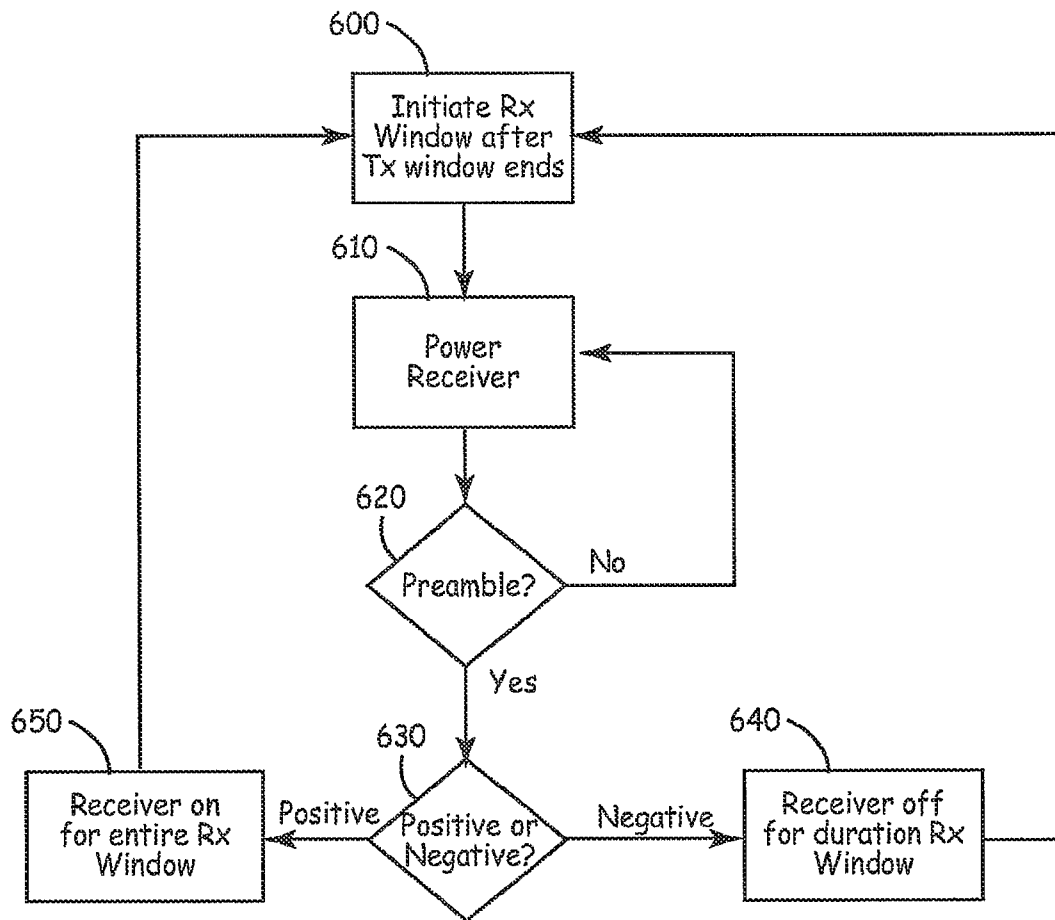 600
Initiate Rx
Window after
Tx window ends
610
Power
Receiver
620
Preamble?
No
Yes
650
Receiver on
for entire Rx
Window
Positive
630
Positive or
Negative?
Negative
640
Receiver off
for duration Rx
Window